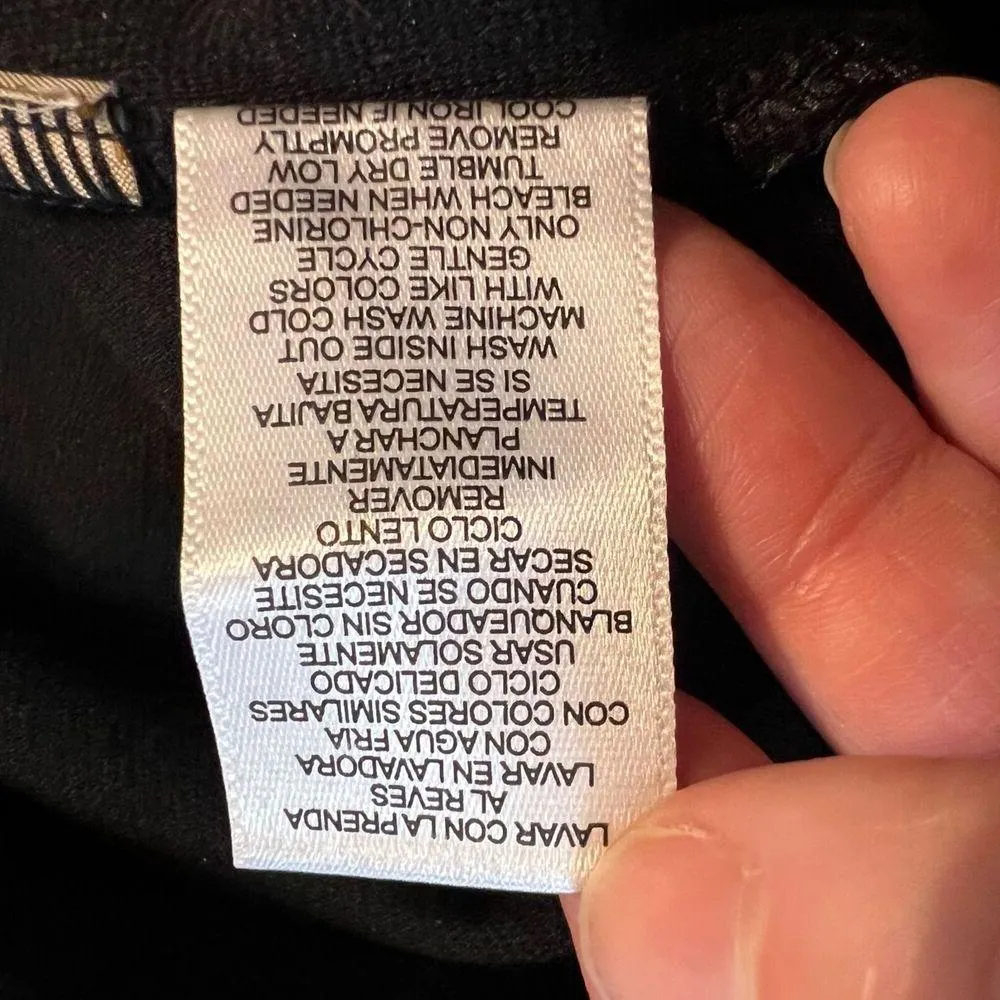 LAVAR CON LA PRENDA
AL REVES
LAVAR EN LAVADORA
CON AGUA FRIA
CON COLORES SIMILARES
CICLO DELICADO
USAR SOLAMENTE
BLANQUEADOR SIN CLORO
CUANDO SE NECESITE
SECAR EN SECADORA
CICLO LENTO
REMOVER
INMEDIATAMENTE
PLANCHAR A
TEMPERATURA BAJITA
SI SE NECESITA
WASH INSIDE OUT
MACHINE WASH COLD
WITH LIKE COLORS
GENTLE CYCLE
ONLY NON-CHLORINE
BLEACH WHEN NEEDED
TUMBLE DRY LOW
REMOVE PROMPTLY
COOL IRON IF NEEDED